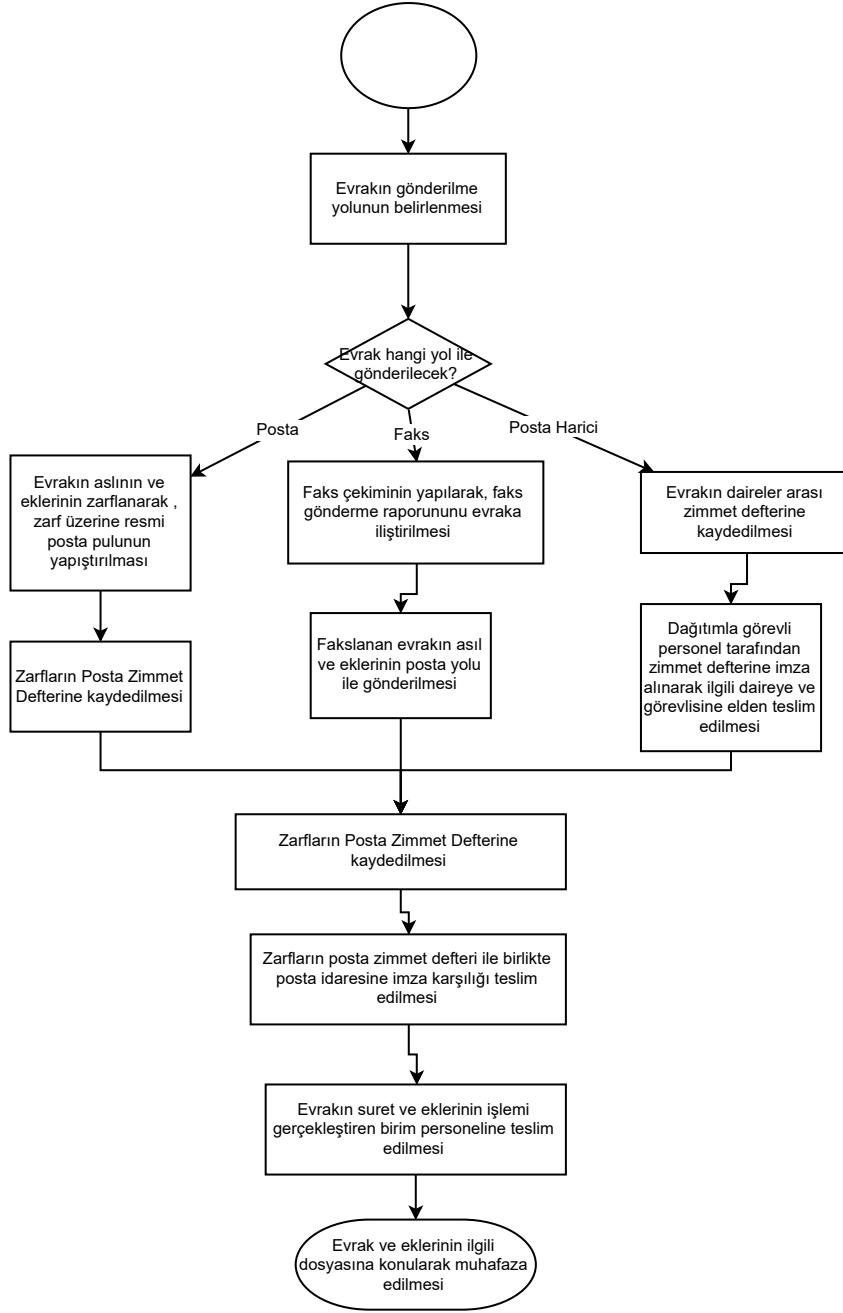 Evrakın gönderilme
yolunun belirlenmesi
Evrak hangi yol ile
gönderilecek?
Posta
Faks
Posta Harici
Evrakın aslının ve
eklerinin zarflanarak ,
zarf üzerine resmi
posta pulunun
yapıştırılması
Faks çekiminin yapılarak, faks
gönderme raporununu evraka
iliştirilmesi
Evrakın daireler arası
zimmet defterine
kaydedilmesi
Zarfların Posta Zimmet
Defterine kaydedilmesi
Fakslanan evrakın asıl
ve eklerinin posta yolu
ile gönderilmesi
Dağıtımla görevli
personel tarafından
zimmet defterine imza
alınarak ilgili daireye ve
görevlisine elden teslim
edilmesi
Zarfların Posta Zimmet Defterine
kaydedilmesi
Zarfların posta zimmet defteri ile birlikte
posta idaresine imza karşılığı teslim
edilmesi
Evrakın suret ve eklerinin işlemi
gerçekleştiren birim personeline teslim
edilmesi
Evrak ve eklerinin ilgili
dosyasına konularak muhafaza
edilmesi